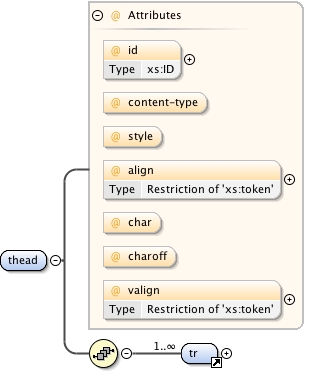 Attributes
@ id
Type xs:ID
@ content-type
@ style
@ align
Type Restriction of 'xs:token'
@ char
@ charoff
@ valign
Type Restriction of 'xs:token'
thead
1..∞
tr